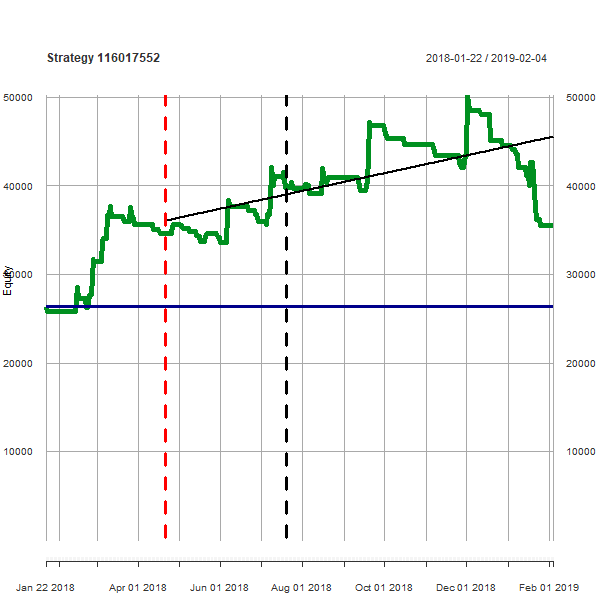 Strategy 116017552
2018-01-22 / 2019-02-04
50000 50000
40000 40000
30000 30000
Equity
20000 20000
10000 10000
Jan 22 2018 Apr 01 2018 Jun 01 2018 Aug 01 2018 Oct 01 2018 Dec 01 2018 Feb 01 2019